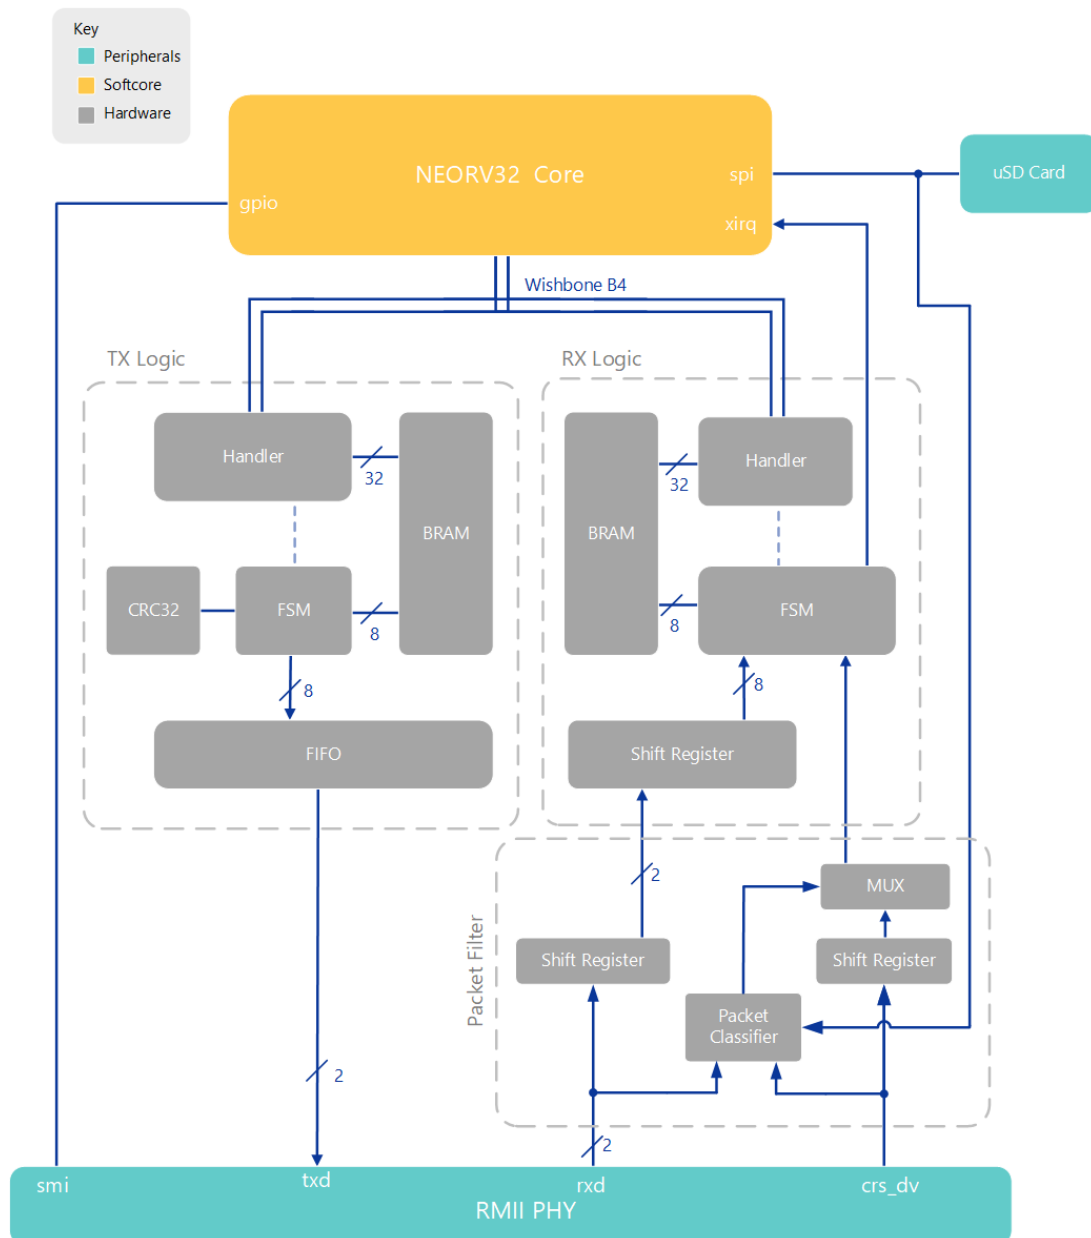 Key
Peripherals
Softcore
Hardware
NEORV32 Core
gpio
spi
xirq
uSD Card
Wishbone B4
TX Logic
Handler
32
BRAM
CRC32
FSM
8
8
FIFO
2
RX Logic
BRAM
32
Handler
8
FSM
8
Shift Register
2
Packet Filter
MUX
Shift Register
Shift Register
Packet
Classifier
2
smi
txd
rxd
crs_dv
RMII PHY